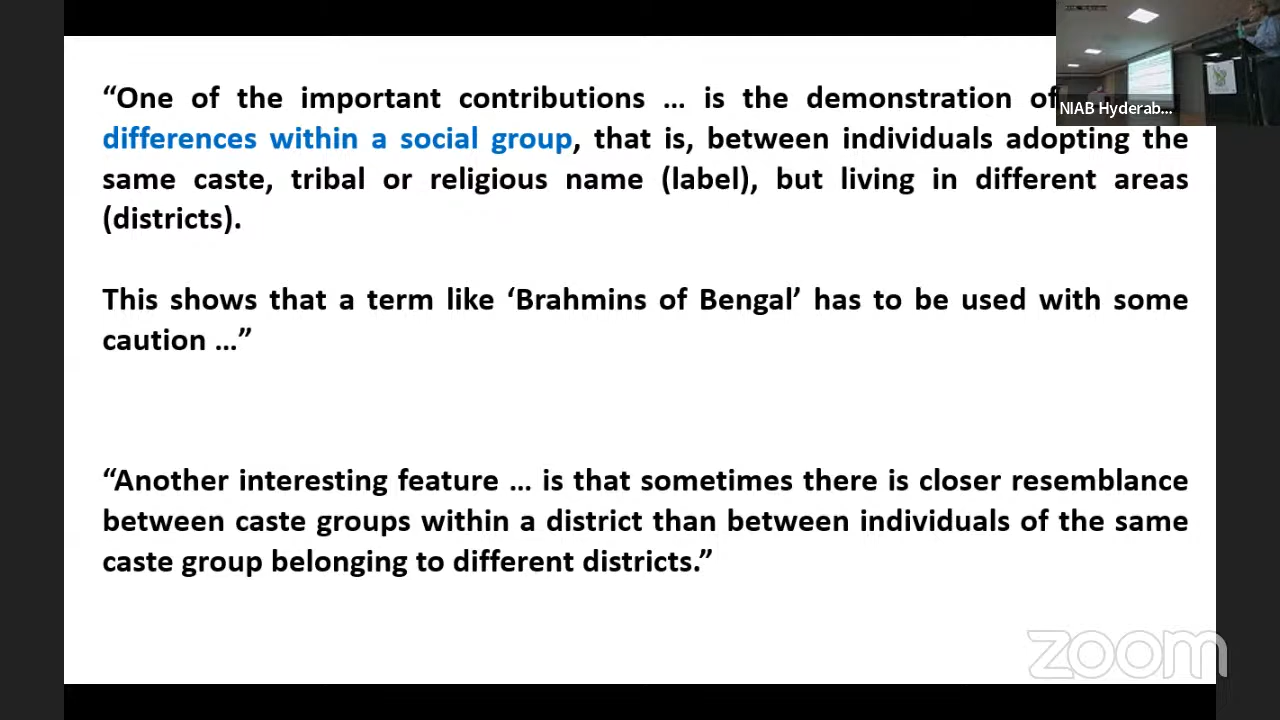 “One of the important contributions … is the demonstration of
differences within a social group, that is, between individuals adopting the
same caste, tribal or religious name (label), but living in different areas
(districts).
This shows that a term like ‘Brahmins of Bengal’ has to be used with some
caution …”
“Another interesting feature … is that sometimes there is closer resemblance
between caste groups within a district than between individuals of the same
caste group belonging to different districts.”
NIAB Hyderab...
zoom